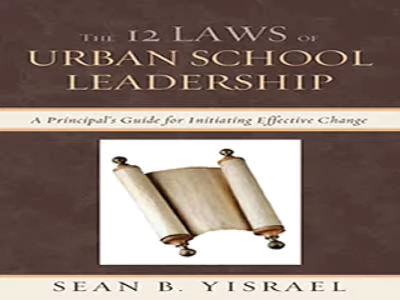 THE 12 LAWS OF
URBAN SCHOOL
LEADERSHIP
A Principal's Guide for Initiating Effective Change
SEAN B. YISRAEL